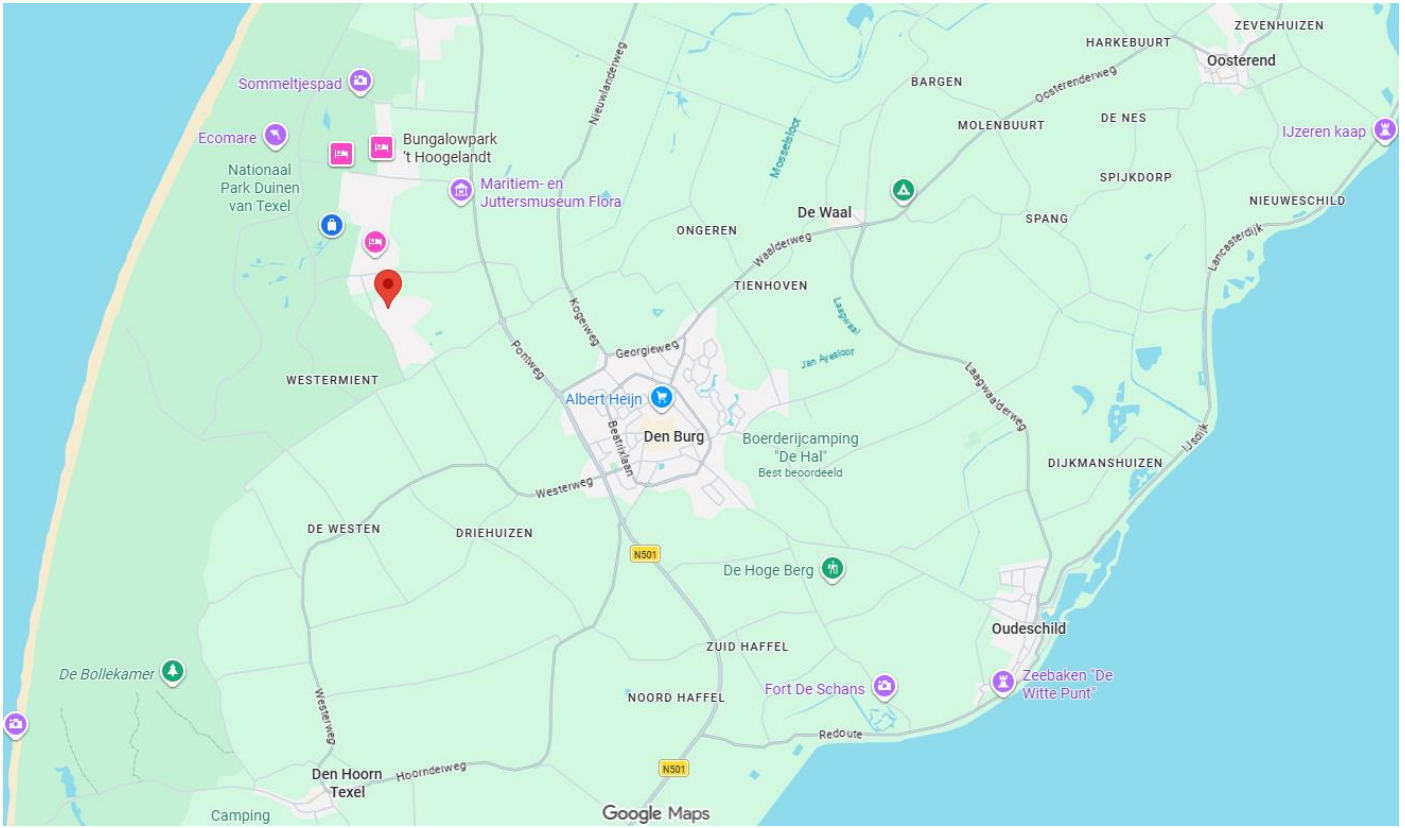 ZEVENHUIZEN
HARKEBUURT
Oosterend
Sommeltjespad
BARGEN
Oosterenderweg
Nieuwlanderweg
Ecomare
Bungalowpark
't Hoogelandt
MOLENBUURT
DE NES
IJzeren kaap
Mosselsloot
Nationaal
Park Duinen
van Texel
Maritiem- en
Juttersmuseum Flora
SPIJKDORP
NIEUWESCHILD
De Waal
SPANG
ONGEREN
Waalderweg
Lancasterdijk
TIENHOVEN
Kogerweg
Laagwaal
Pontweg
Georgieweg
Jan Ayesloor
WESTERMIENT
Laagwaalderweg
Albert Heijn
Den Burg
Beatrixlaan
Boerderijcamping
"De Hal"
Best beoordeeld
IJsdijk
DIJKMANSHUIZEN
Westerweg
DE WESTEN
DRIEHUIZEN
N501
De Hoge Berg
Oudeschild
ZUID HAFFEL
De Bollekamer
Fort De Schans
Zeebaken "De
Witte Punt"
NOORD HAFFEL
Westerweg
Redoute
Den Hoorn
Texel
Hoornderweg
N501
Camping
Google Maps